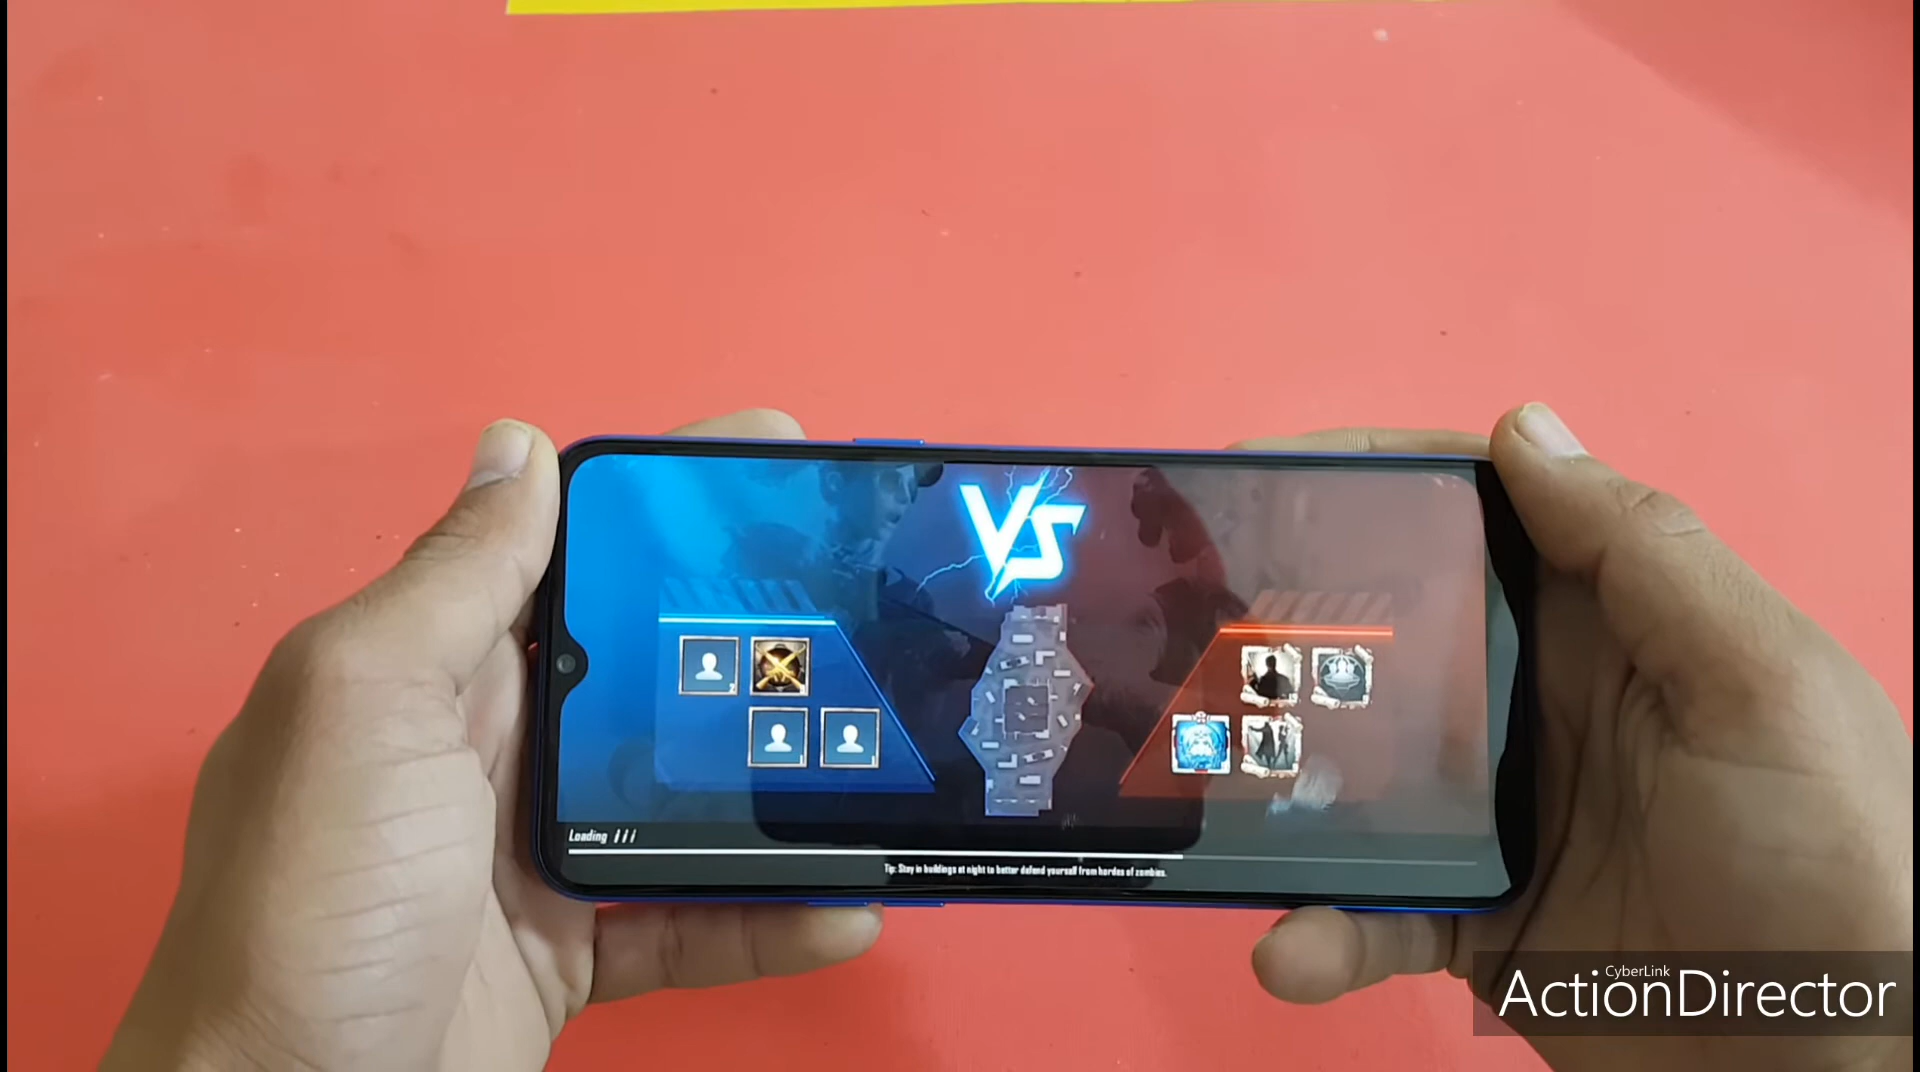 VS
Loading
Tip: Stay in buildings at night to better defend yourself from hordes of zombies.
CyberLink
ActionDirector